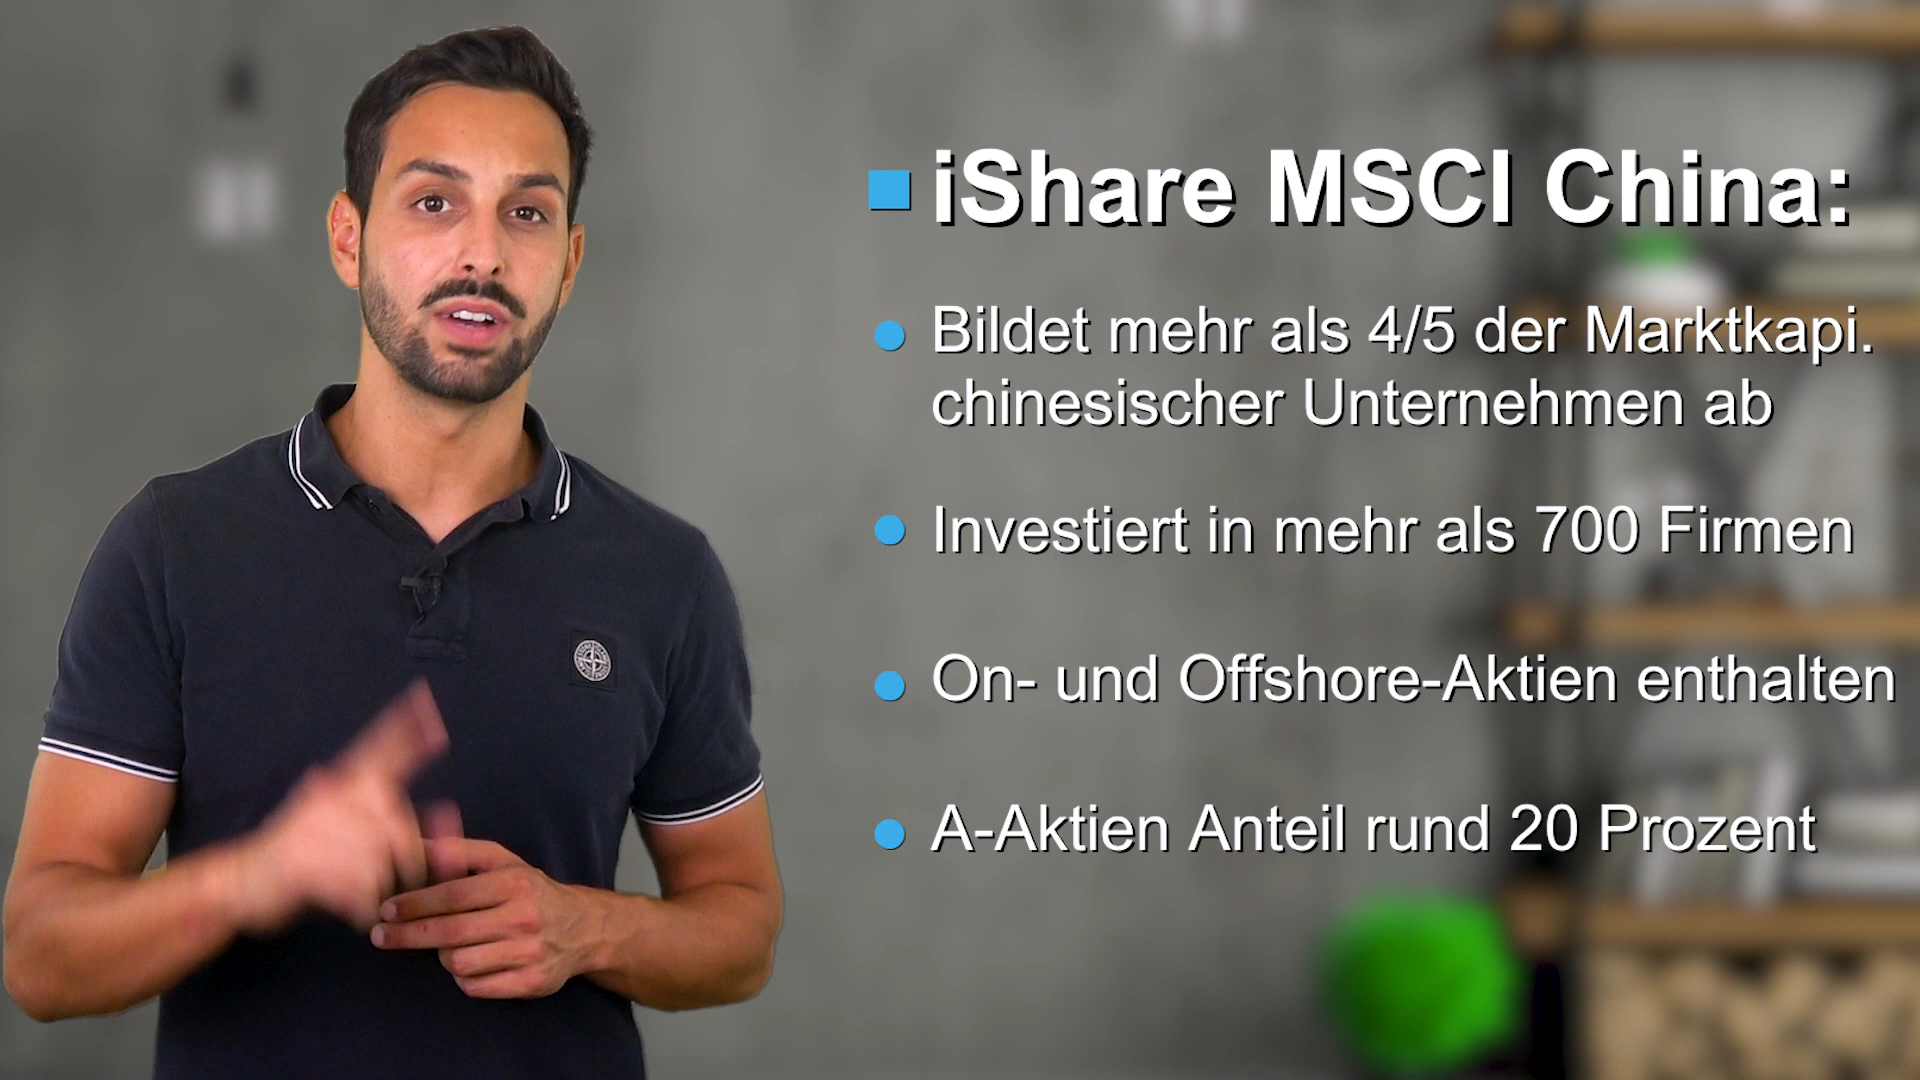 iShare MSCI China:
Bildet mehr als 4/5 der Marktkapi.
chinesischer Unternehmen ab
Investiert in mehr als 700 Firmen
On- und Offshore-Aktien enthalten
A-Aktien Anteil rund 20 Prozent